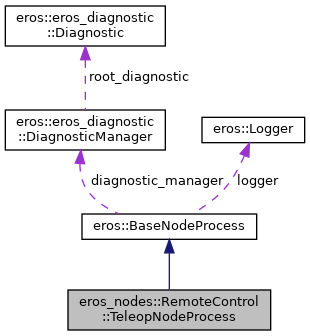 eros::eros_diagnostic
::Diagnostic
root_diagnostic
eros::eros_diagnostic
::DiagnosticManager
eros::Logger
diagnostic_manager
logger
eros::BaseNodeProcess
eros_nodes::RemoteControl
::TeleopNodeProcess